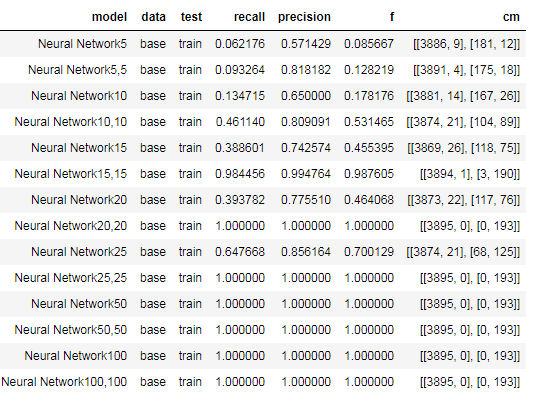 model data test recall precision f cm
Neural Network5 base train 0.062176 0.571429 0.085667 [[3886, 9], [181, 12]]
Neural Network5,5 base train 0.093264 0.818182 0.128219 [[3891, 4], [175, 18]]
Neural Network10 base train 0.134715 0.650000 0.178176 [[3881, 14], [167, 26]]
Neural Network10,10 base train 0.461140 0.809091 0.531465 [[3874, 21], [104, 89]]
Neural Network15 base train 0.388601 0.742574 0.455395 [[3869, 26], [118, 75]]
Neural Network15,15 base train 0.984456 0.994764 0.987605 [[3894, 1], [3, 190]]
Neural Network20 base train 0.393782 0.775510 0.464068 [[3873, 22], [117, 76]]
Neural Network20,20 base train 1.000000 1.000000 1.000000 [[3895, 0], [0, 193]]
Neural Network25 base train 0.647668 0.856164 0.700129 [[3874, 21], [68, 125]]
Neural Network25,25 base train 1.000000 1.000000 1.000000 [[3895, 0], [0, 193]]
Neural Network50 base train 1.000000 1.000000 1.000000 [[3895, 0], [0, 193]]
Neural Network50,50 base train 1.000000 1.000000 1.000000 [[3895, 0], [0, 193]]
Neural Network100 base train 1.000000 1.000000 1.000000 [[3895, 0], [0, 193]]
Neural Network100,100 base train 1.000000 1.000000 1.000000 [[3895, 0], [0, 193]]